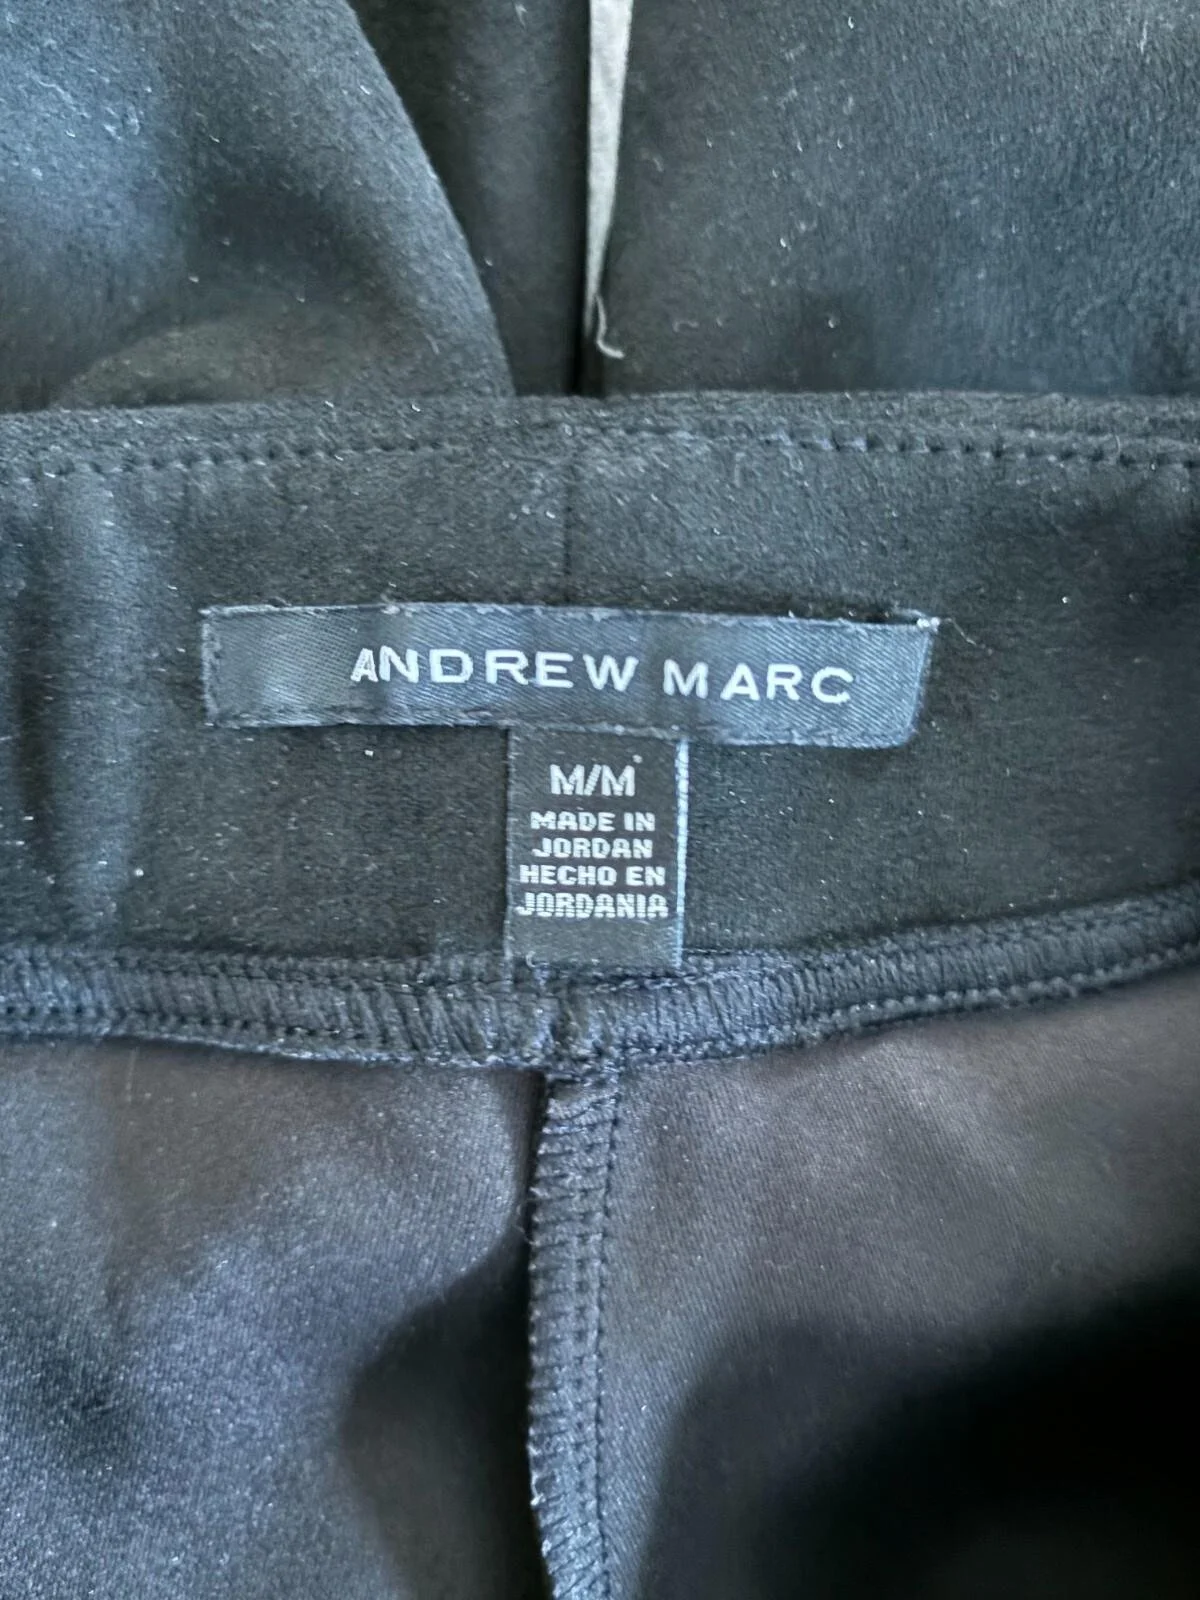 ANDREW MARC
M/M
MADE IN
JORDAN
HECHO EN
JORDANIA